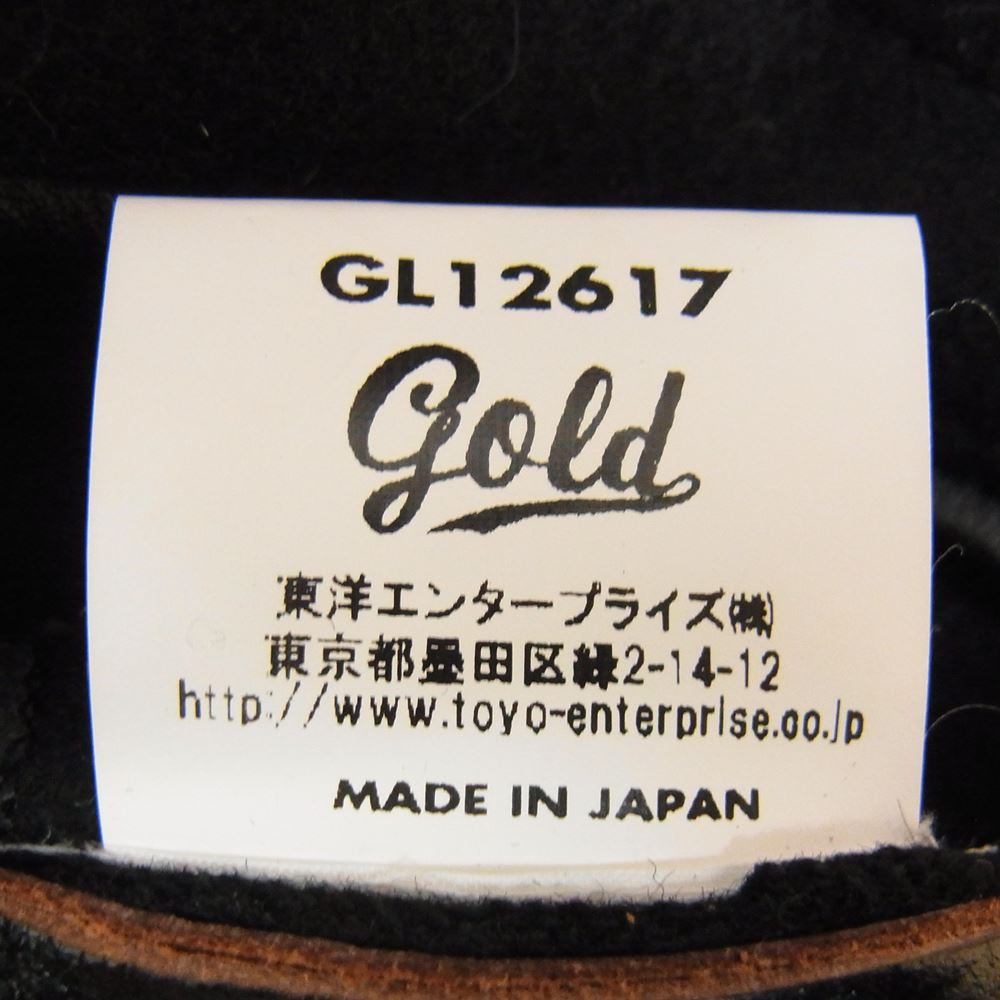 GL12617
Gold
東洋エンタープライズ㈱
東京都墨田区緑2-14-12
http://www.toyo-enterprise.co.jp
MADE IN JAPAN